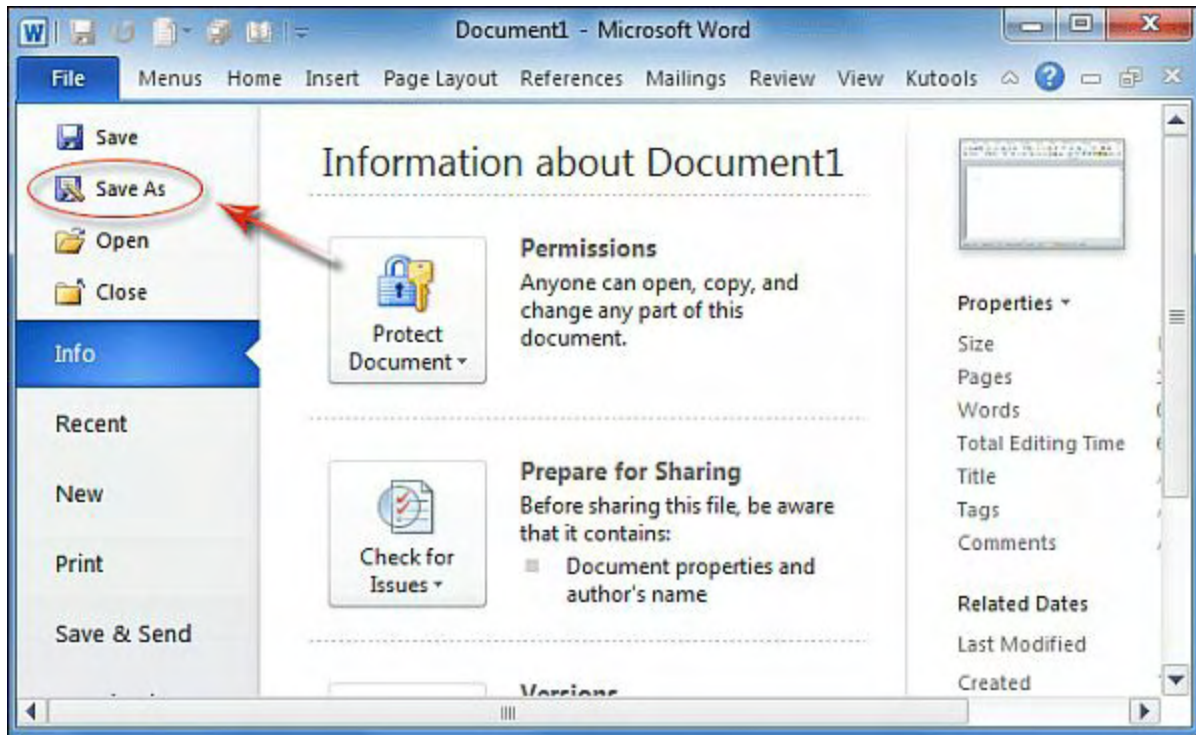 W
Document1 - Microsoft Word
File Menus Home Insert Page Layout References Mailings Review View Kutools
Save
Save As
Open
Close
Info
Recent
New
Print
Save & Send
Information about Document1
Protect
Document
Permissions
Anyone can open, copy, and
change any part of this
document.
Check for
Issues
Prepare for Sharing
Before sharing this file, be aware
that it contains:
Document properties and
author's name
Versions
Properties
Size
Pages
Words
Total Editing Time
Title
Tags
Comments
Related Dates
Last Modified
Created